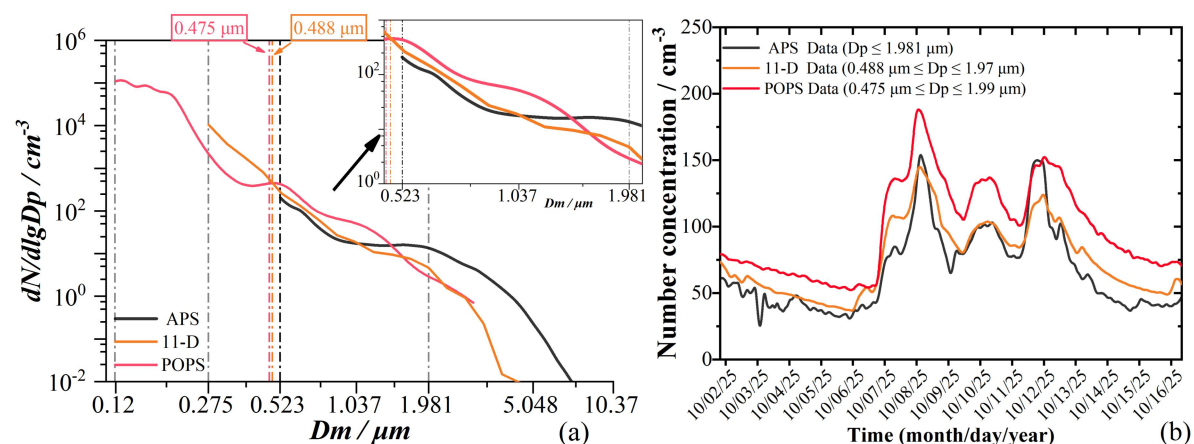 0.475 μm
0.488 μm
10^6
10^4
10^2
10^0
10^-2
dN/dlgDp / cm^-3
APS
11-D
POPS
0.12
0.275
0.523
1.037
1.981
5.048
10.37
Dm / μm
(a)
10^2
10^0
0.523
1.037
1.981
Dm / μm
Number concentration / cm^-3
250
200
150
100
50
0
APS Data (Dp ≤ 1.981 μm)
11-D Data (0.488 μm ≤ Dp ≤ 1.97 μm)
POPS Data (0.475 μm ≤ Dp ≤ 1.99 μm)
10/02/25
10/03/25
10/04/25
10/05/25
10/06/25
10/07/25
10/08/25
10/09/25
10/10/25
10/11/25
10/12/25
10/13/25
10/14/25
10/15/25
10/16/25
Time (month/day/year)
(b)